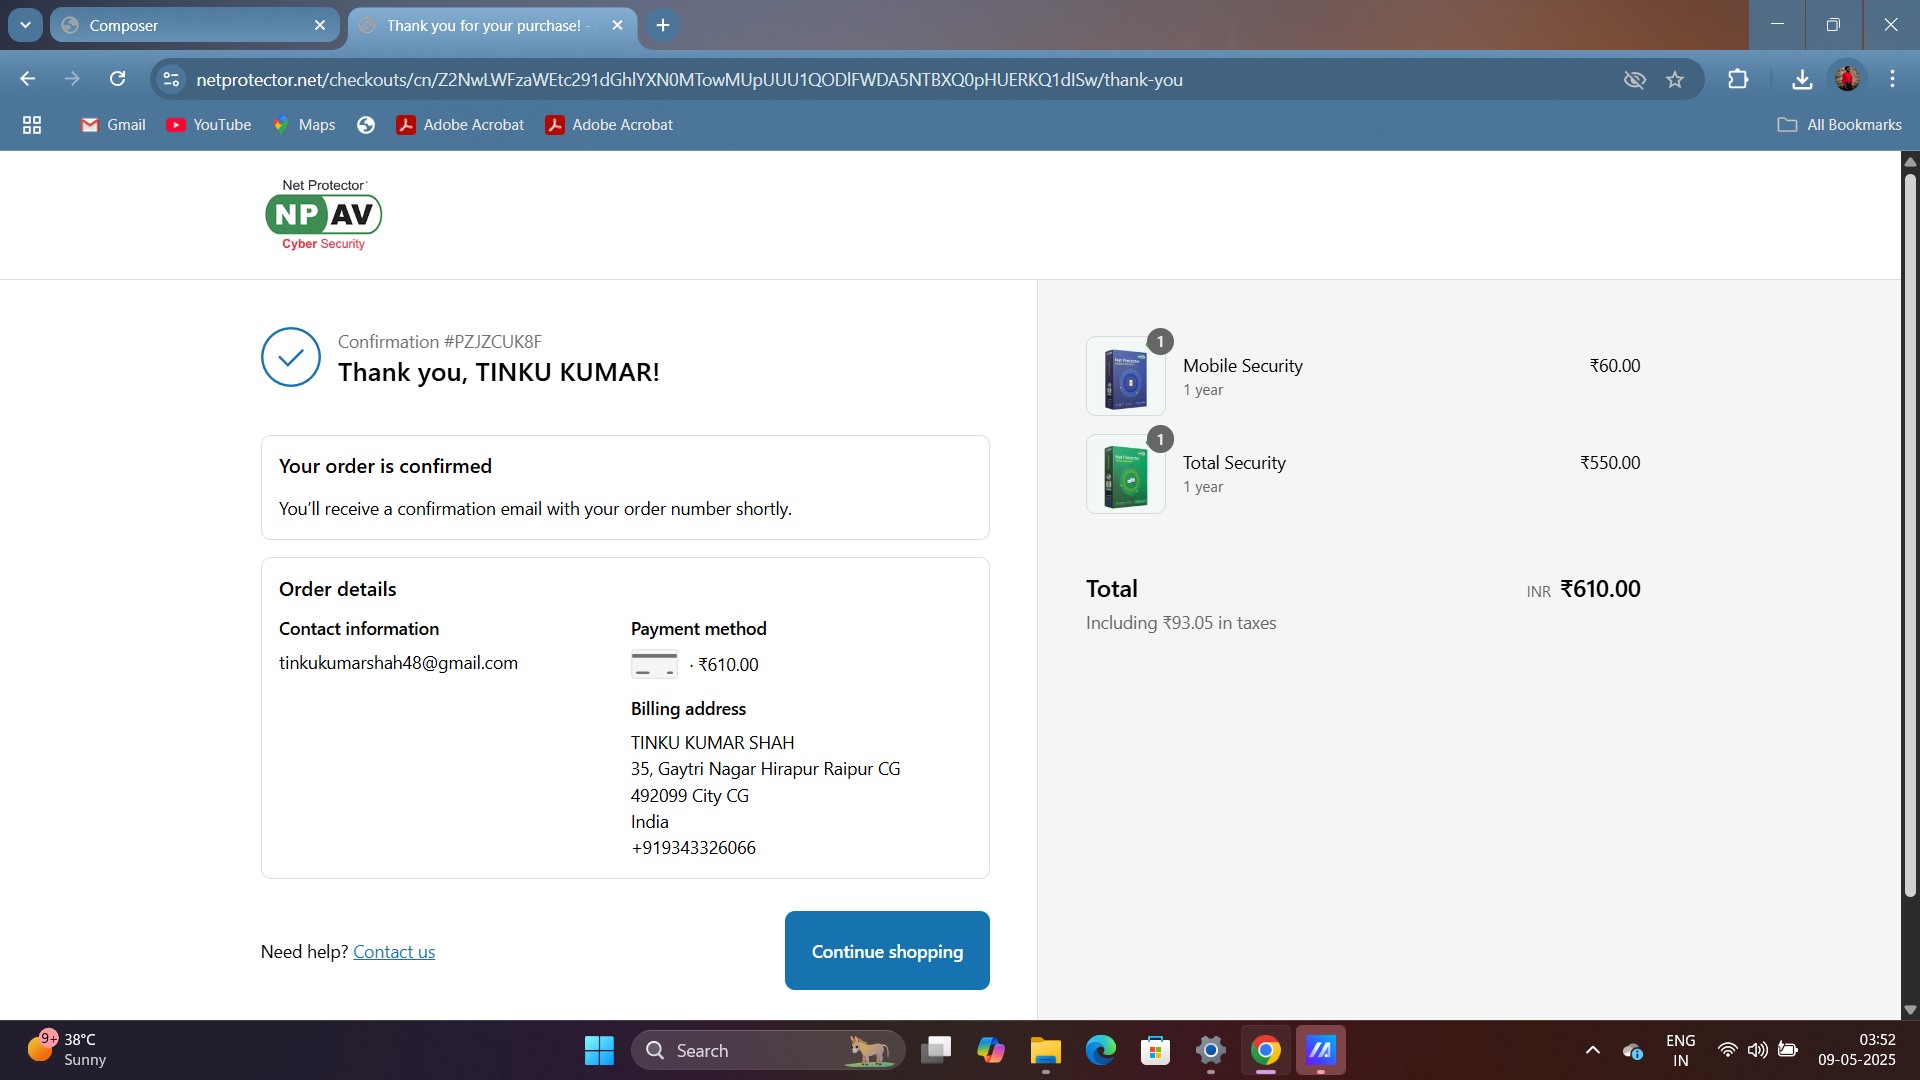 Composer
Thank you for your purchase! -
netprotector.net/checkouts/cn/Z2NwLWFzaWEtc291dGhlYXN0MTowMUpUUU1QODlFWDA5NTBXQ0pHUERKQ1dISw/thank-you
Gmail
YouTube
Maps
Adobe Acrobat
Adobe Acrobat
All Bookmarks
Net Protector
NP AV
Cyber Security
Confirmation #PZJZCUK8F
Thank you, TINKU KUMAR!
Your order is confirmed
You'll receive a confirmation email with your order number shortly.
Order details
Contact information
tinkukumarshah48@gmail.com
Payment method
· ₹610.00
Billing address
TINKU KUMAR SHAH
35, Gaytri Nagar Hirapur Raipur CG
492099 City CG
India
+919343326066
Need help? Contact us
Continue shopping
1
Mobile Security
₹60.00
1 year
1
Total Security
₹550.00
1 year
Total
INR ₹610.00
Including ₹93.05 in taxes
9+
38°C
Sunny
Search
ENG
IN
03:52
09-05-2025